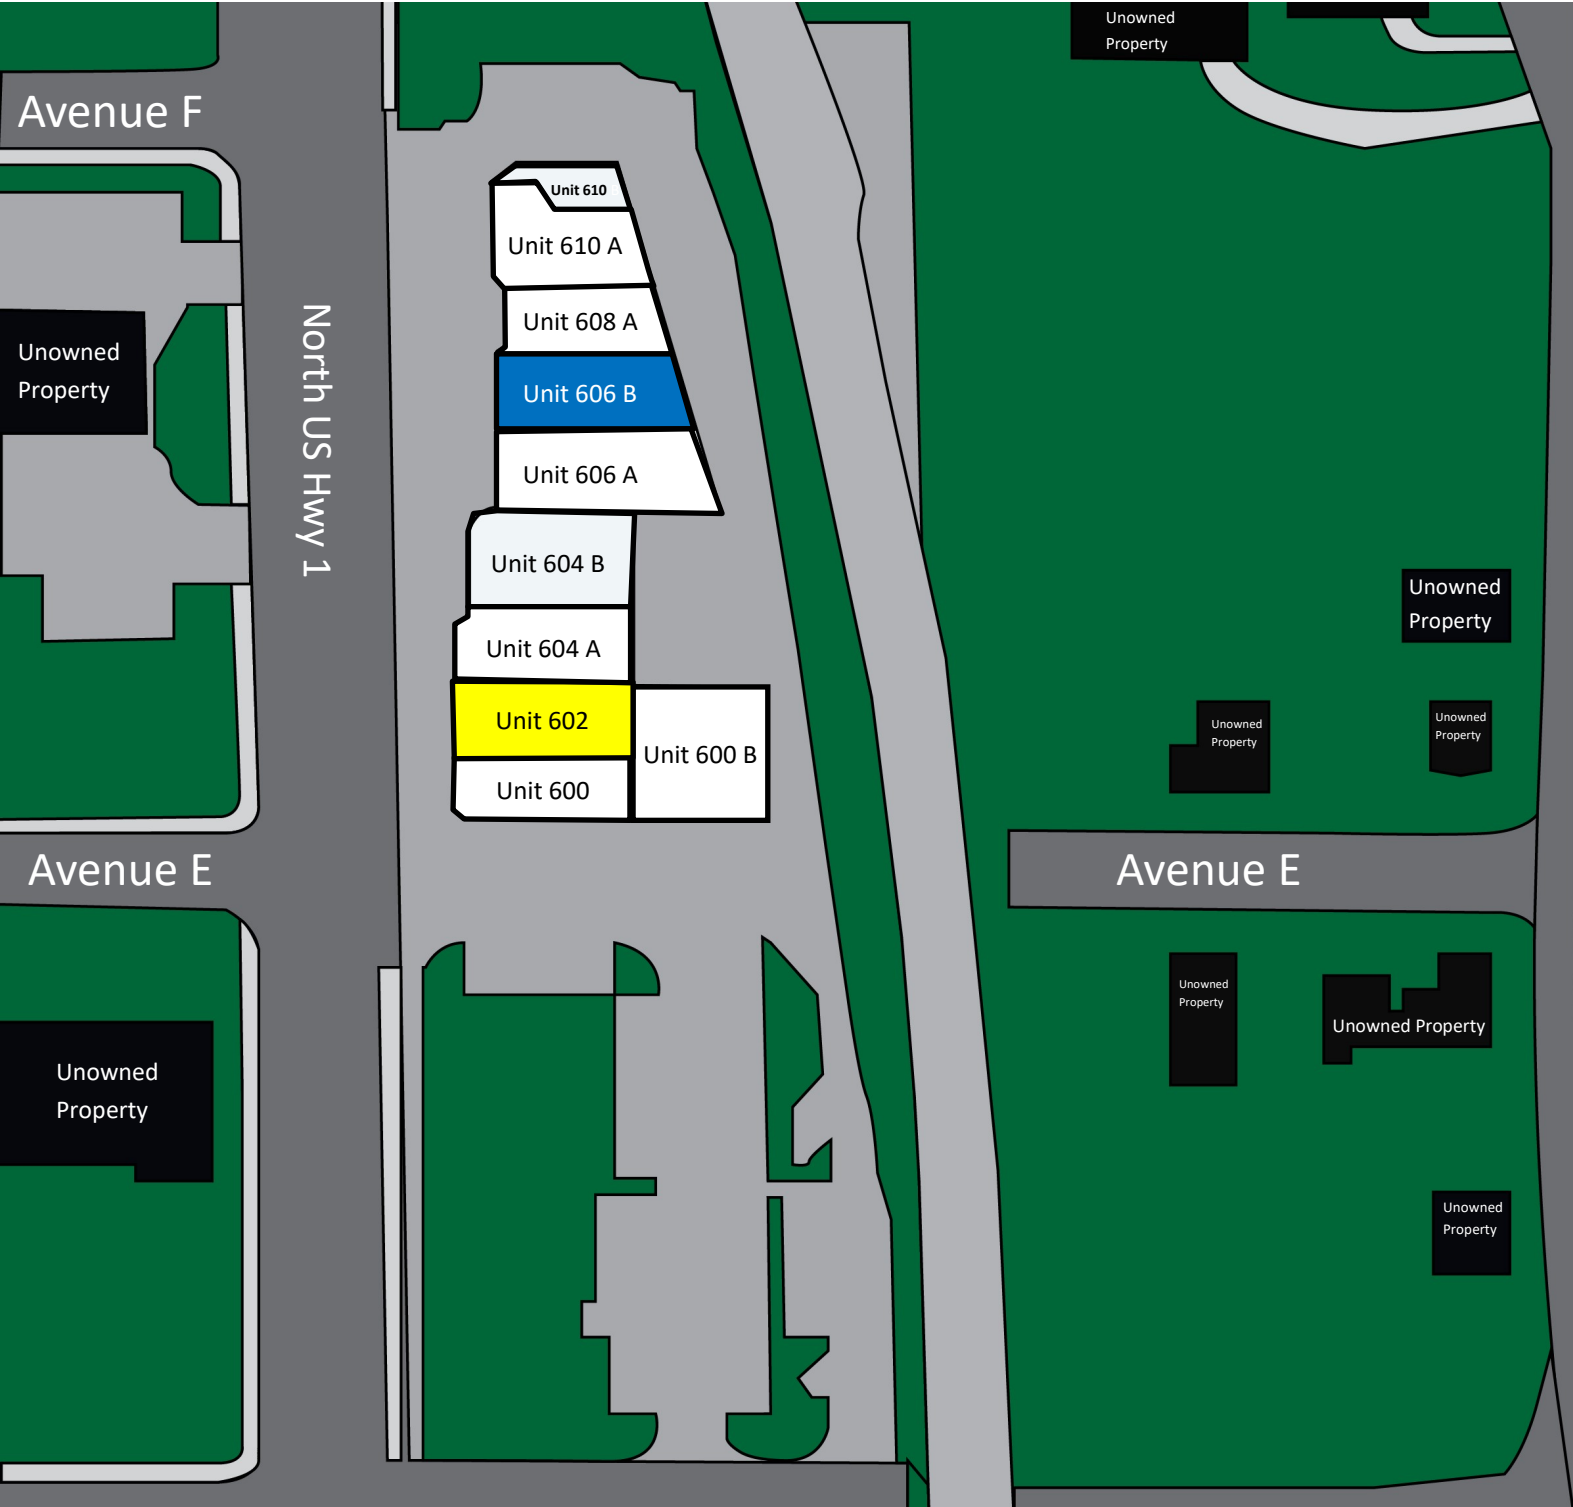 Unowned
Property
Avenue F
Unit 610
Unit 610 A
Unit 608 A
Unowned
Property
North US Hwy 1
Unit 606 B
Unit 606 A
Unit 604 B
Unowned
Property
Unit 604 A
Unit 602
Unowned
Property
Unowned
Property
Unit 600 B
Unit 600
Avenue E
Avenue E
Unowned
Property
Unowned Property
Unowned
Property
Unowned
Property